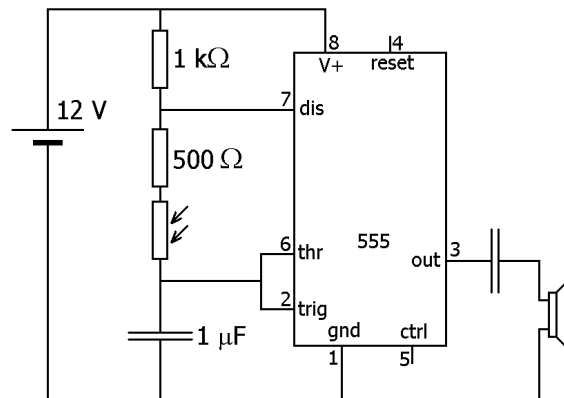 8
4
V+
reset
1 kΩ
12 V
7
dis
500 Ω
6
thr
555
3
out
2
trig
1 μF
gnd
ctrl
1
5